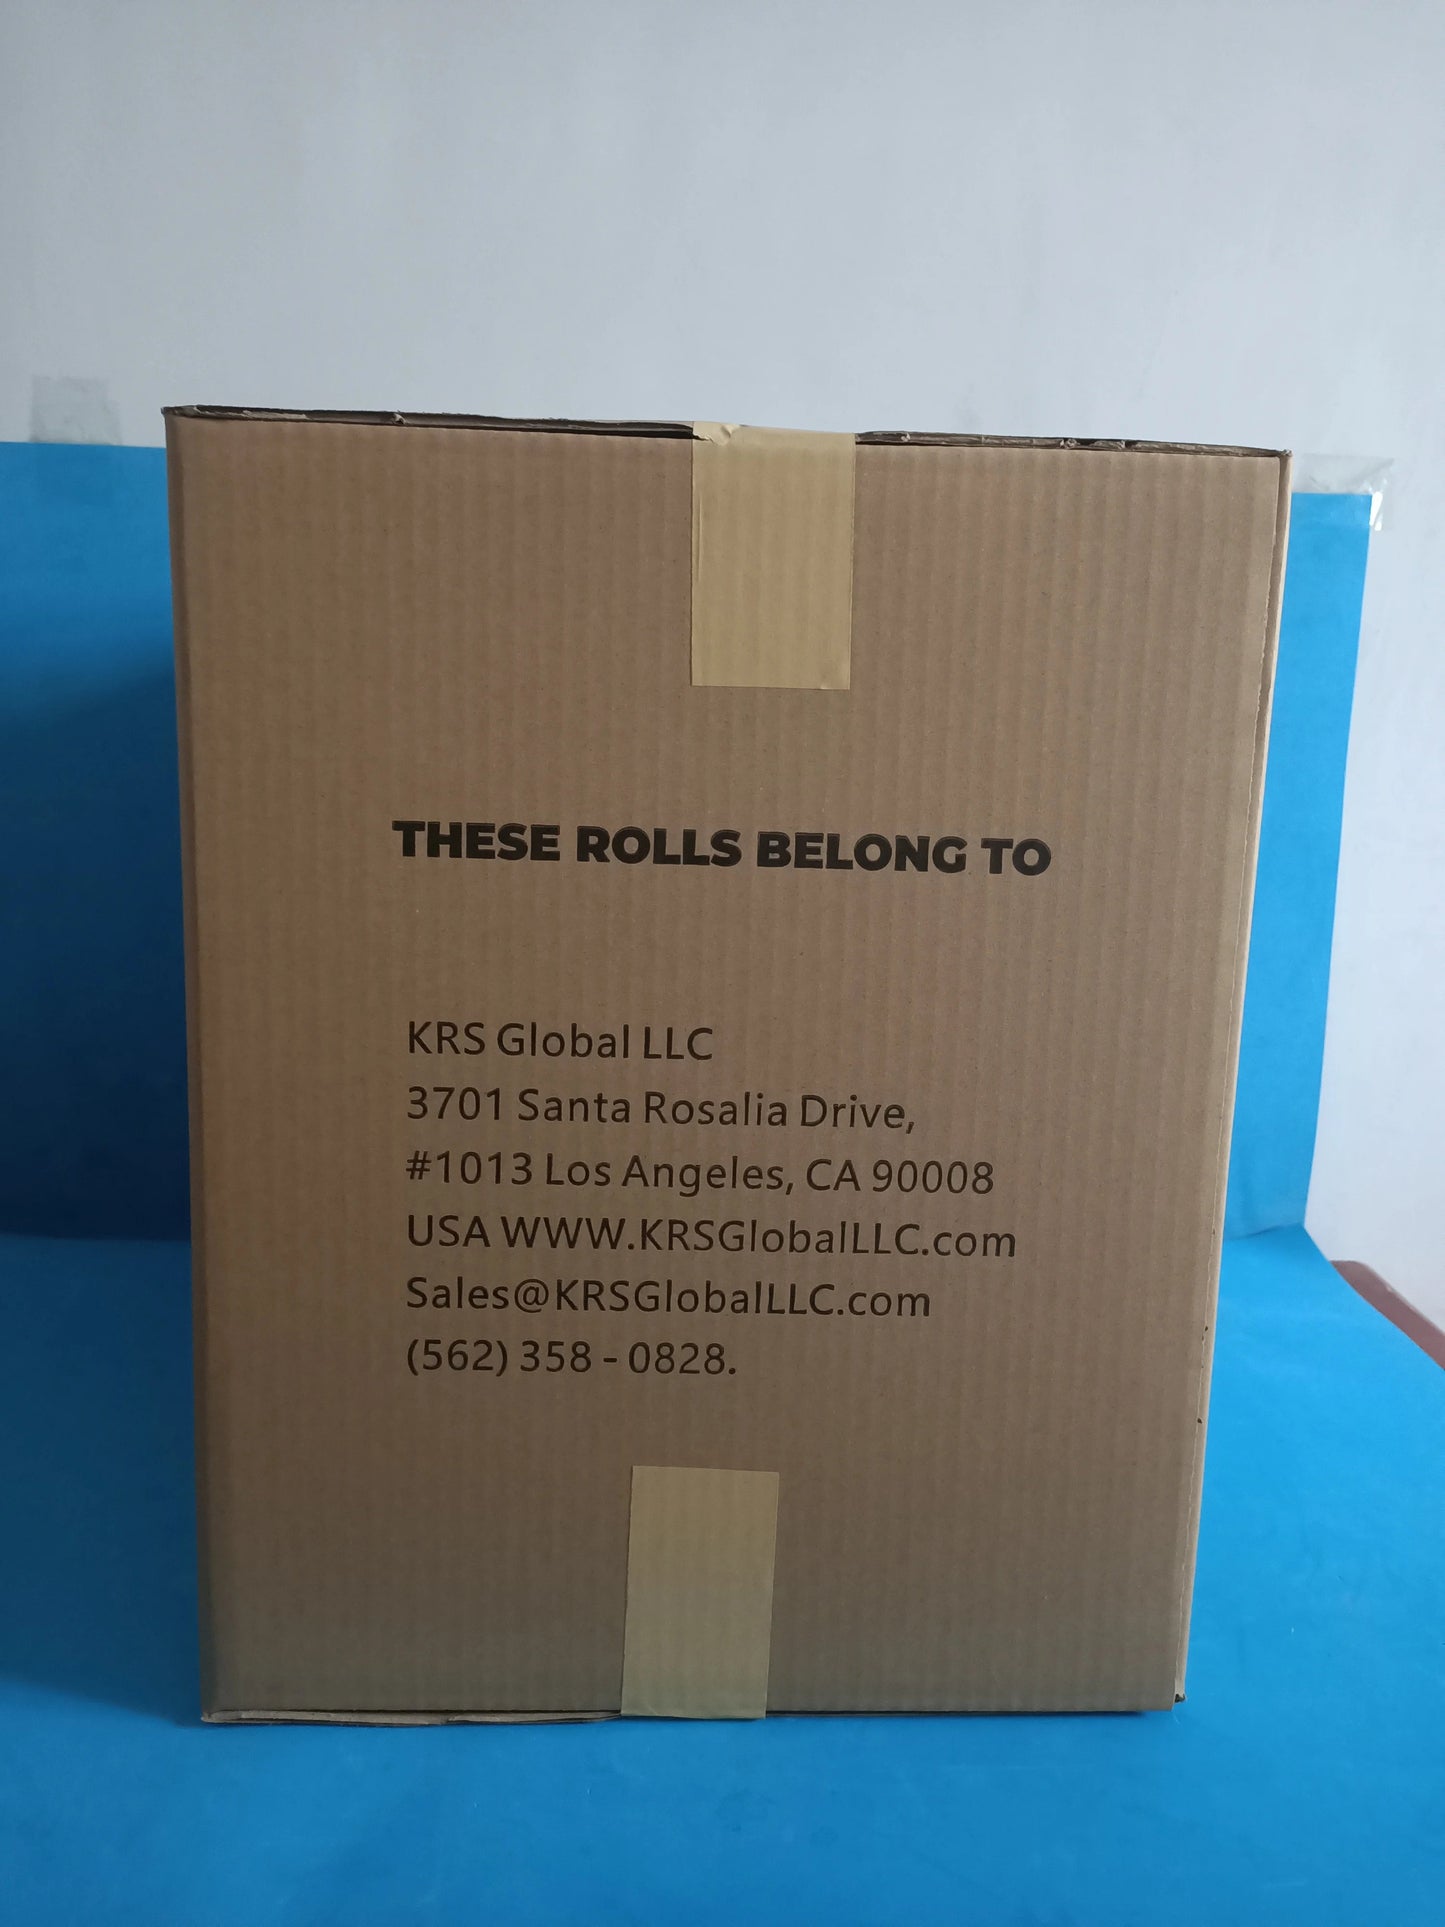 THESE ROLLS BELONG TO
KRS Global LLC
3701 Santa Rosalia Drive,
#1013 Los Angeles, CA 90008
USA WWW.KRSGlobalLLC.com
Sales@KRSGlobalLLC.com
(562) 358 - 0828.